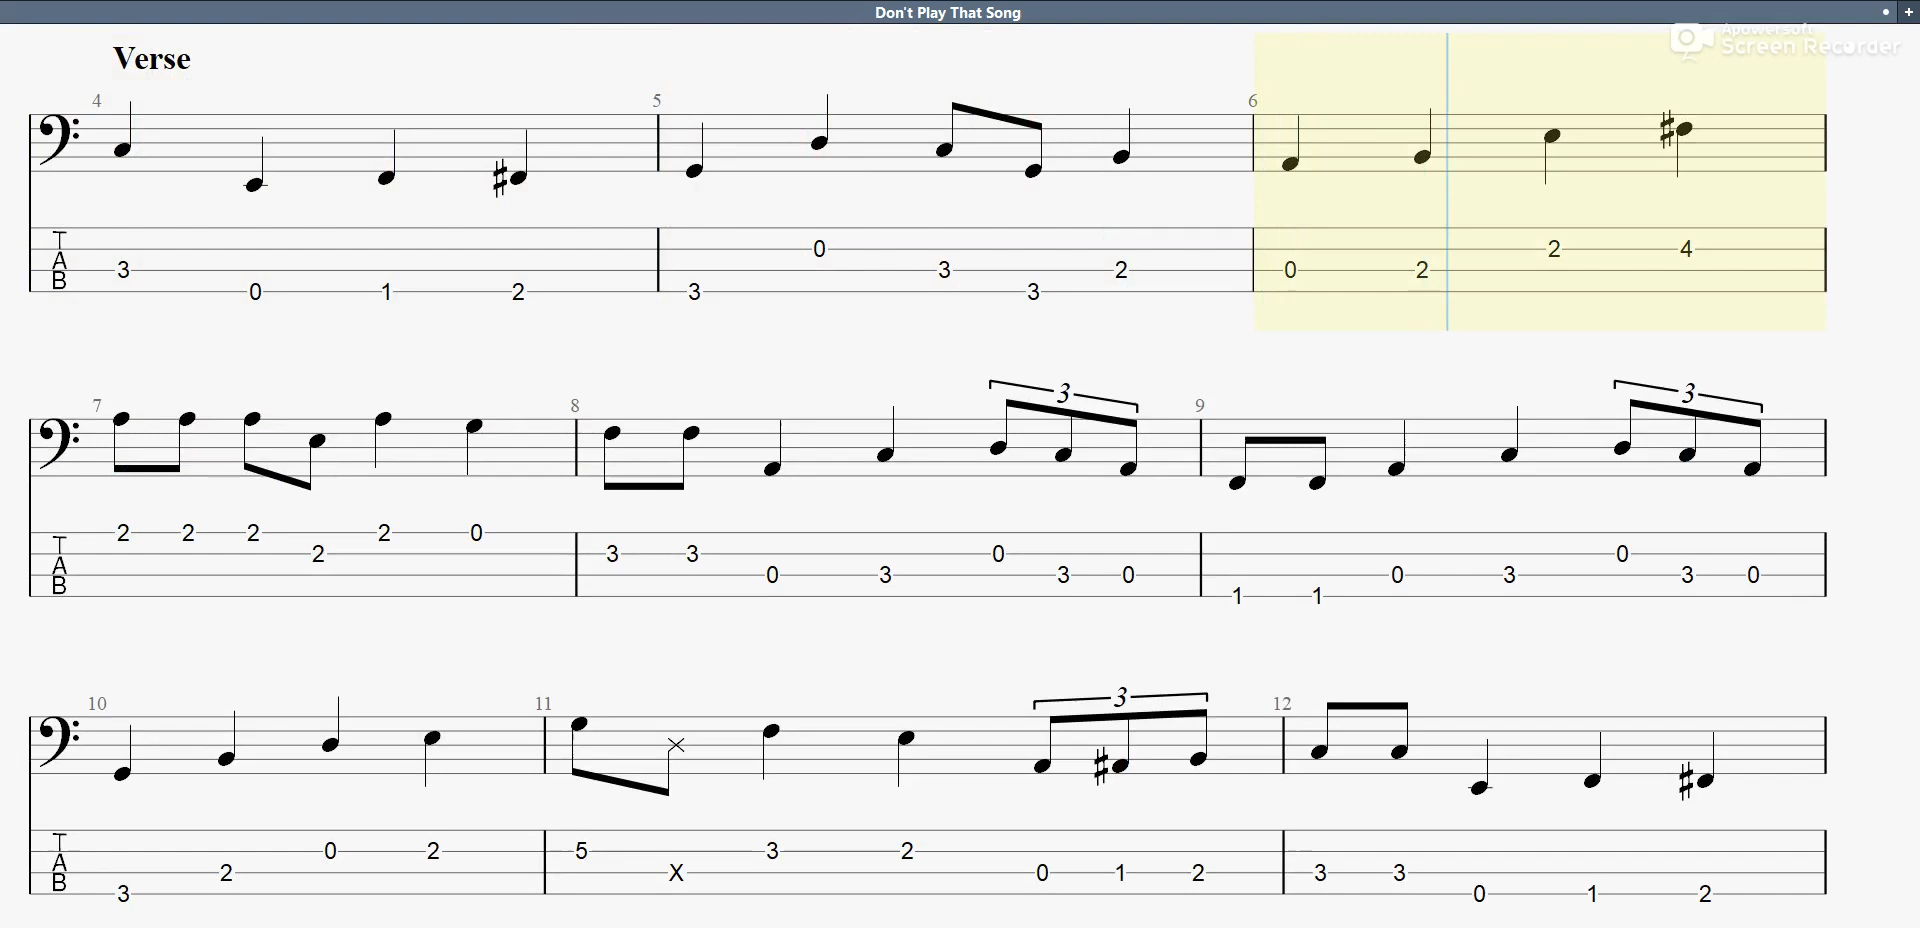 Don't Play That Song
Apowersoft
Screen Recorder
Verse
4 5 6
T
A
B
0 2 4
3 0 3 2 0 2
0 1 2 3 3
3 3
7 8 9
T
A
B
2 2 2 2 0
2 3 3 0 0
0 3 3 0 0 3 3 0
1 1
3
10 11 12
T
A
B
0 2 5 3 2
2 X 0 1 2 3 3
3 0 1 2